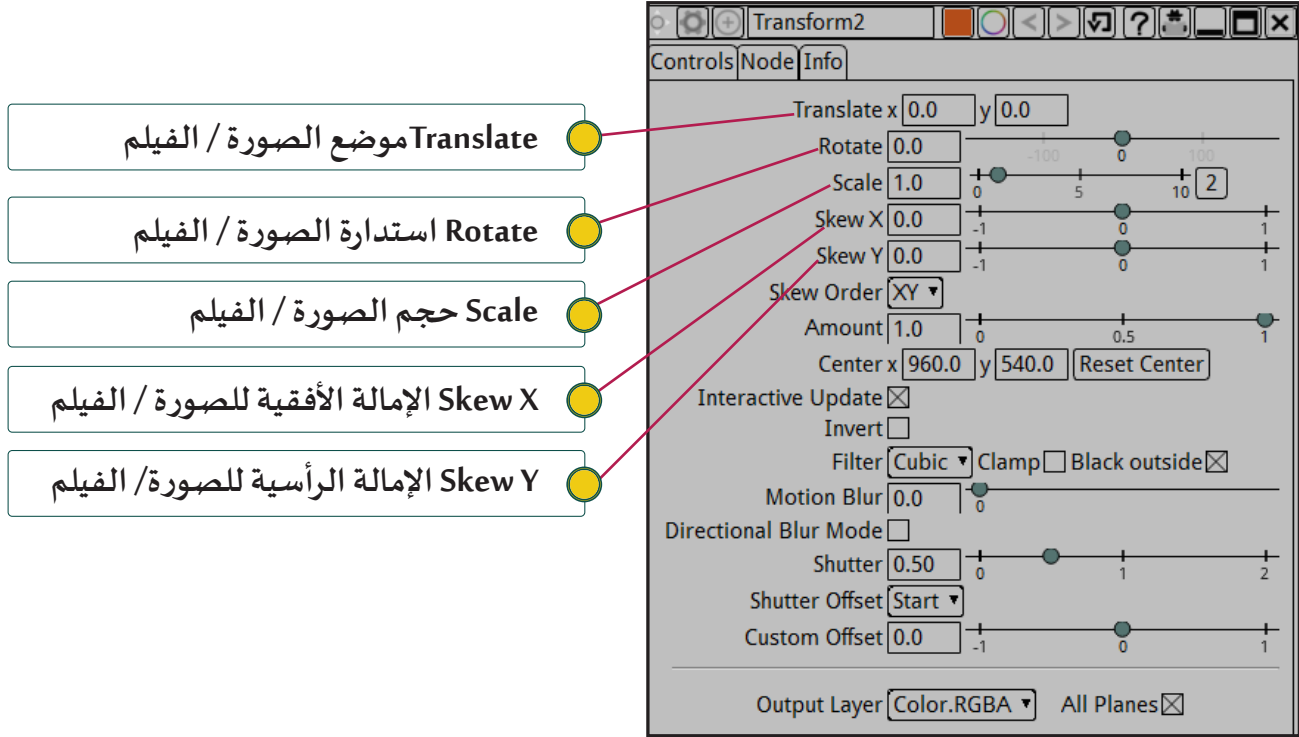 Translate موضع الصورة / الفيلم
Rotate استدارة الصورة / الفيلم
Scale حجم الصورة / الفيلم
Skew X الإمالة الأفقية للصورة / الفيلم
Skew Y الإمالة الرأسية للصورة/ الفيلم
Transform2
Controls Node Info
Translate x 0.0 y 0.0
Rotate 0.0 -100 0 100
Scale 1.0 0 5 10 2
Skew X 0.0 -1 0 1
Skew Y 0.0 -1 0 1
Skew Order XY
Amount 1.0 0 0.5 1
Center x 960.0 y 540.0 Reset Center
Interactive Update
Invert
Filter Cubic Clamp Black outside
Motion Blur 0.0 0
Directional Blur Mode
Shutter 0.50 0 1 2
Shutter Offset Start
Custom Offset 0.0 -1 0 1
Output Layer Color.RGBA All Planes